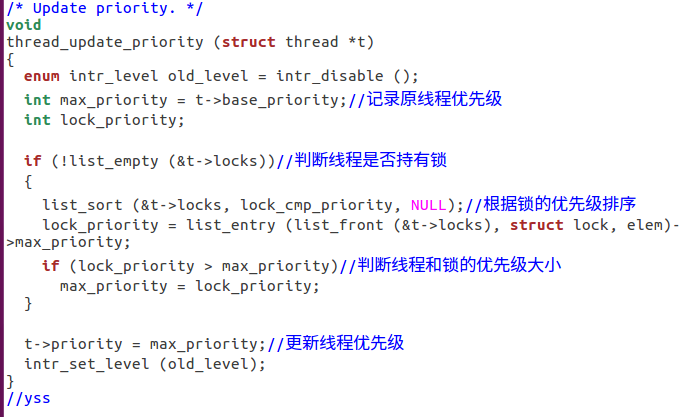 /* Update priority. */
void
thread_update_priority (struct thread *t)
{
  enum intr_level old_level = intr_disable ();
  int max_priority = t->base_priority;//记录原线程优先级
  int lock_priority;

  if (!list_empty (&t->locks))//判断线程是否持有锁
  {
    list_sort (&t->locks, lock_cmp_priority, NULL);//根据锁的优先级排序
    lock_priority = list_entry (list_front (&t->locks), struct lock, elem)-
>max_priority;
    if (lock_priority > max_priority)//判断线程和锁的优先级大小
      max_priority = lock_priority;
  }

  t->priority = max_priority;//更新线程优先级
  intr_set_level (old_level);
}
//yss